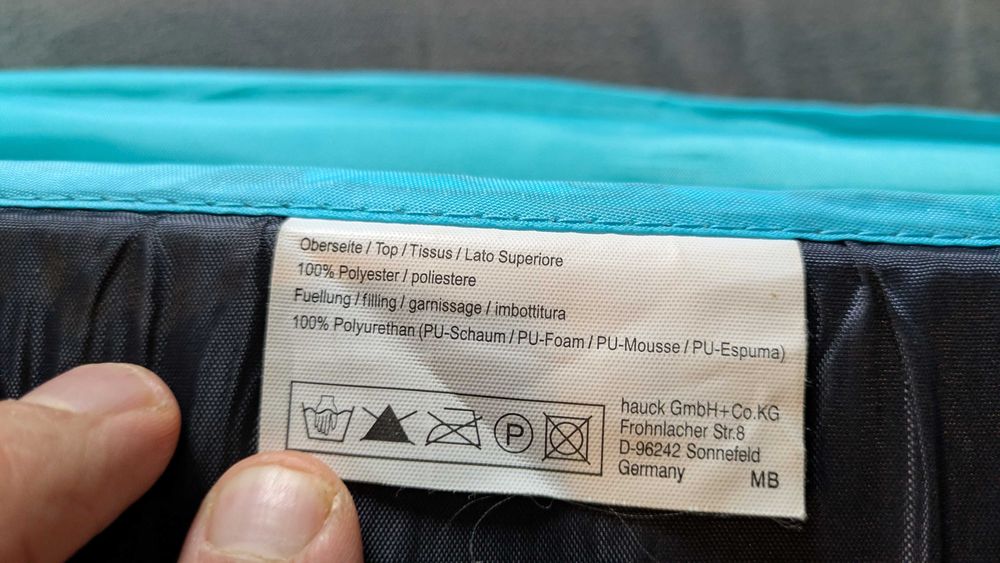 Oberseite / Top / Tissus / Lato Superiore
100% Polyester / poliestere
Fuellung / filling / garnissage / imbottitura
100% Polyurethan (PU-Schaum / PU-Foam / PU-Mousse / PU-Espuma)
P
hauck GmbH+Co.KG
Frohnlacher Str.8
D-96242 Sonnefeld
Germany
MB